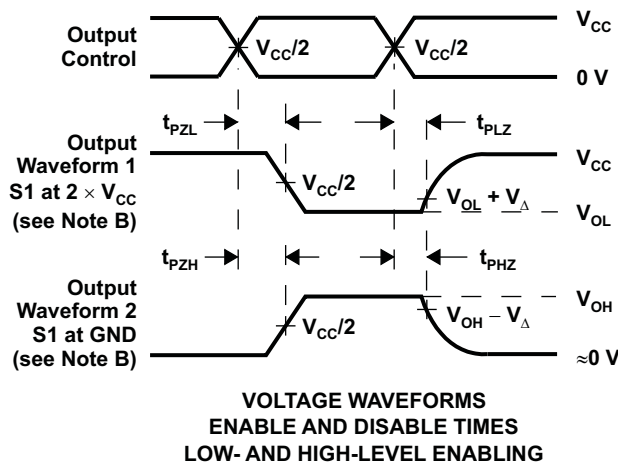 Output
Control
V_CC/2
V_CC/2
V_CC
0 V
t_PZL
t_PLZ
Output
Waveform 1
S1 at 2 × V_CC
(see Note B)
V_CC/2
V_OL + V_Δ
V_CC
V_OL
t_PZH
t_PHZ
Output
Waveform 2
S1 at GND
(see Note B)
V_CC/2
V_OH − V_Δ
V_OH
≈0 V
VOLTAGE WAVEFORMS
ENABLE AND DISABLE TIMES
LOW- AND HIGH-LEVEL ENABLING